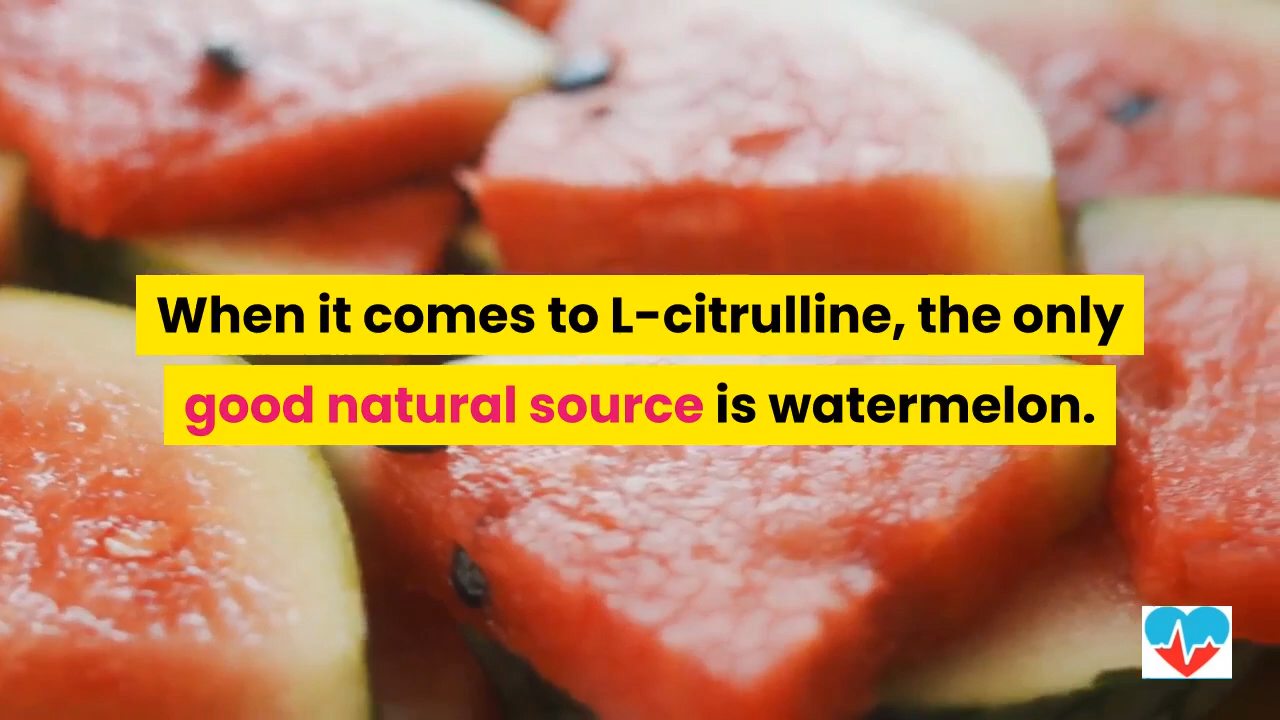 When it comes to L-citrulline, the only
good natural source is watermelon.